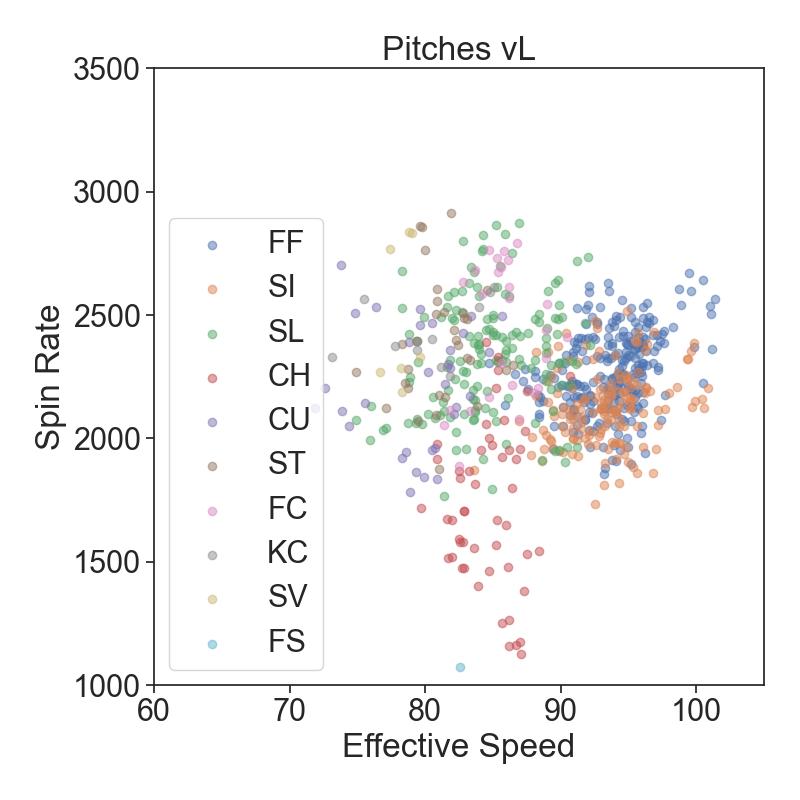 Pitches vL
3500
3000
2500
2000
1500
1000
Spin Rate
FF
SI
SL
CH
CU
ST
FC
KC
SV
FS
60
70
80
90
100
Effective Speed